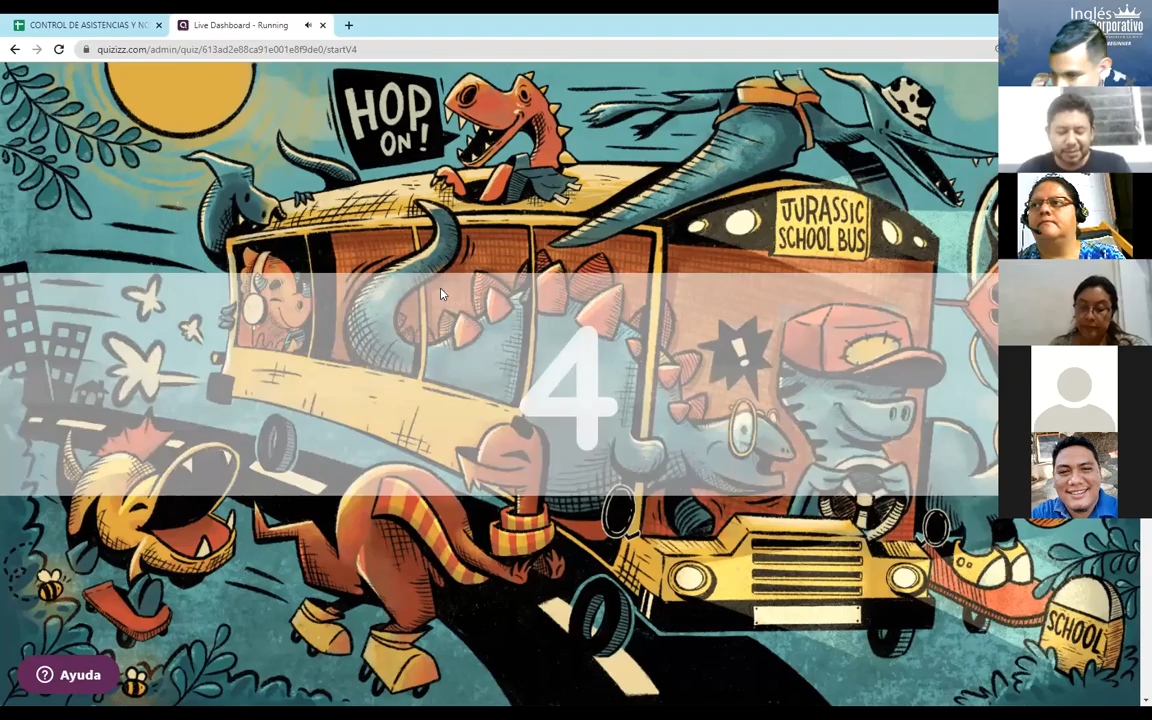 CONTROL DE ASISTENCIAS Y NO
Live Dashboard - Running
quizizz.com/admin/quiz/613ad2e88ca91e001e8f9de0/startV4
Inglés
Corporativo
BEGINNER
HOP
ON!
JURASSIC
SCHOOL BUS
4
!
SCHOOL
Ayuda